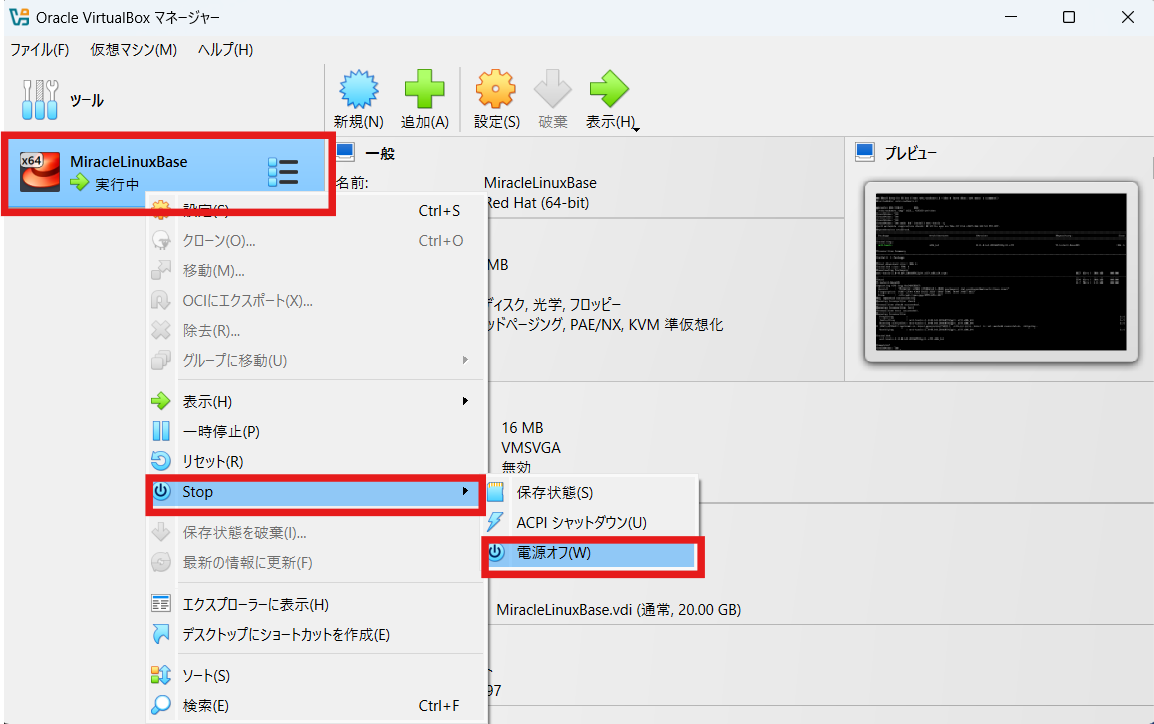 Oracle VirtualBox マネージャー
ファイル(F) 仮想マシン(M) ヘルプ(H)
ツール
新規(N) 追加(A) 設定(S) 破棄 表示(H)
x64
MiracleLinuxBase
実行中
一般
名前: MiracleLinuxBase
Red Hat (64-bit)
MB
ディスク, 光学, フロッピー
ッドページング, PAE/NX, KVM 準仮想化
プレビュー
設定(S) Ctrl+S
クローン(O)... Ctrl+O
移動(M)...
OCIにエクスポート(X)...
除去(R)...
グループに移動(U)
表示(H)
一時停止(P)
リセット(R)
Stop
保存状態を破棄(I)...
最新の情報に更新(F)
エクスプローラーに表示(H)
デスクトップにショートカットを作成(E)
ソート(S)
検索(E) Ctrl+F
16 MB
VMSVGA
無効
保存状態(S)
ACPI シャットダウン(U)
電源オフ(W)
MiracleLinuxBase.vdi (通常, 20.00 GB)
97